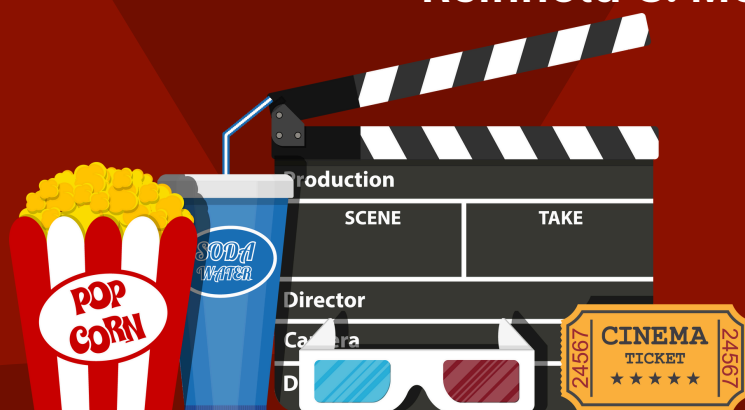 Production
SCENE
TAKE
SODA
WATER
Director
POP
CORN
24567
CINEMA
TICKET
24567